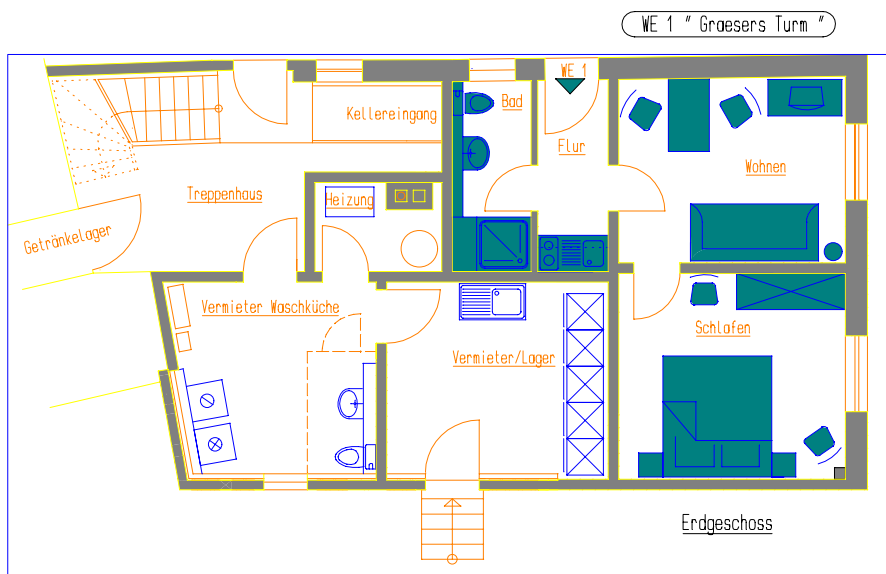 WE 1 " Graesers Turm "
WE 1
Bad
Kellereingang
Flur
Wohnen
Treppenhaus
Heizung
Getränkelager
Vermieter Waschküche
Schlafen
Vermieter/Lager
Erdgeschoss